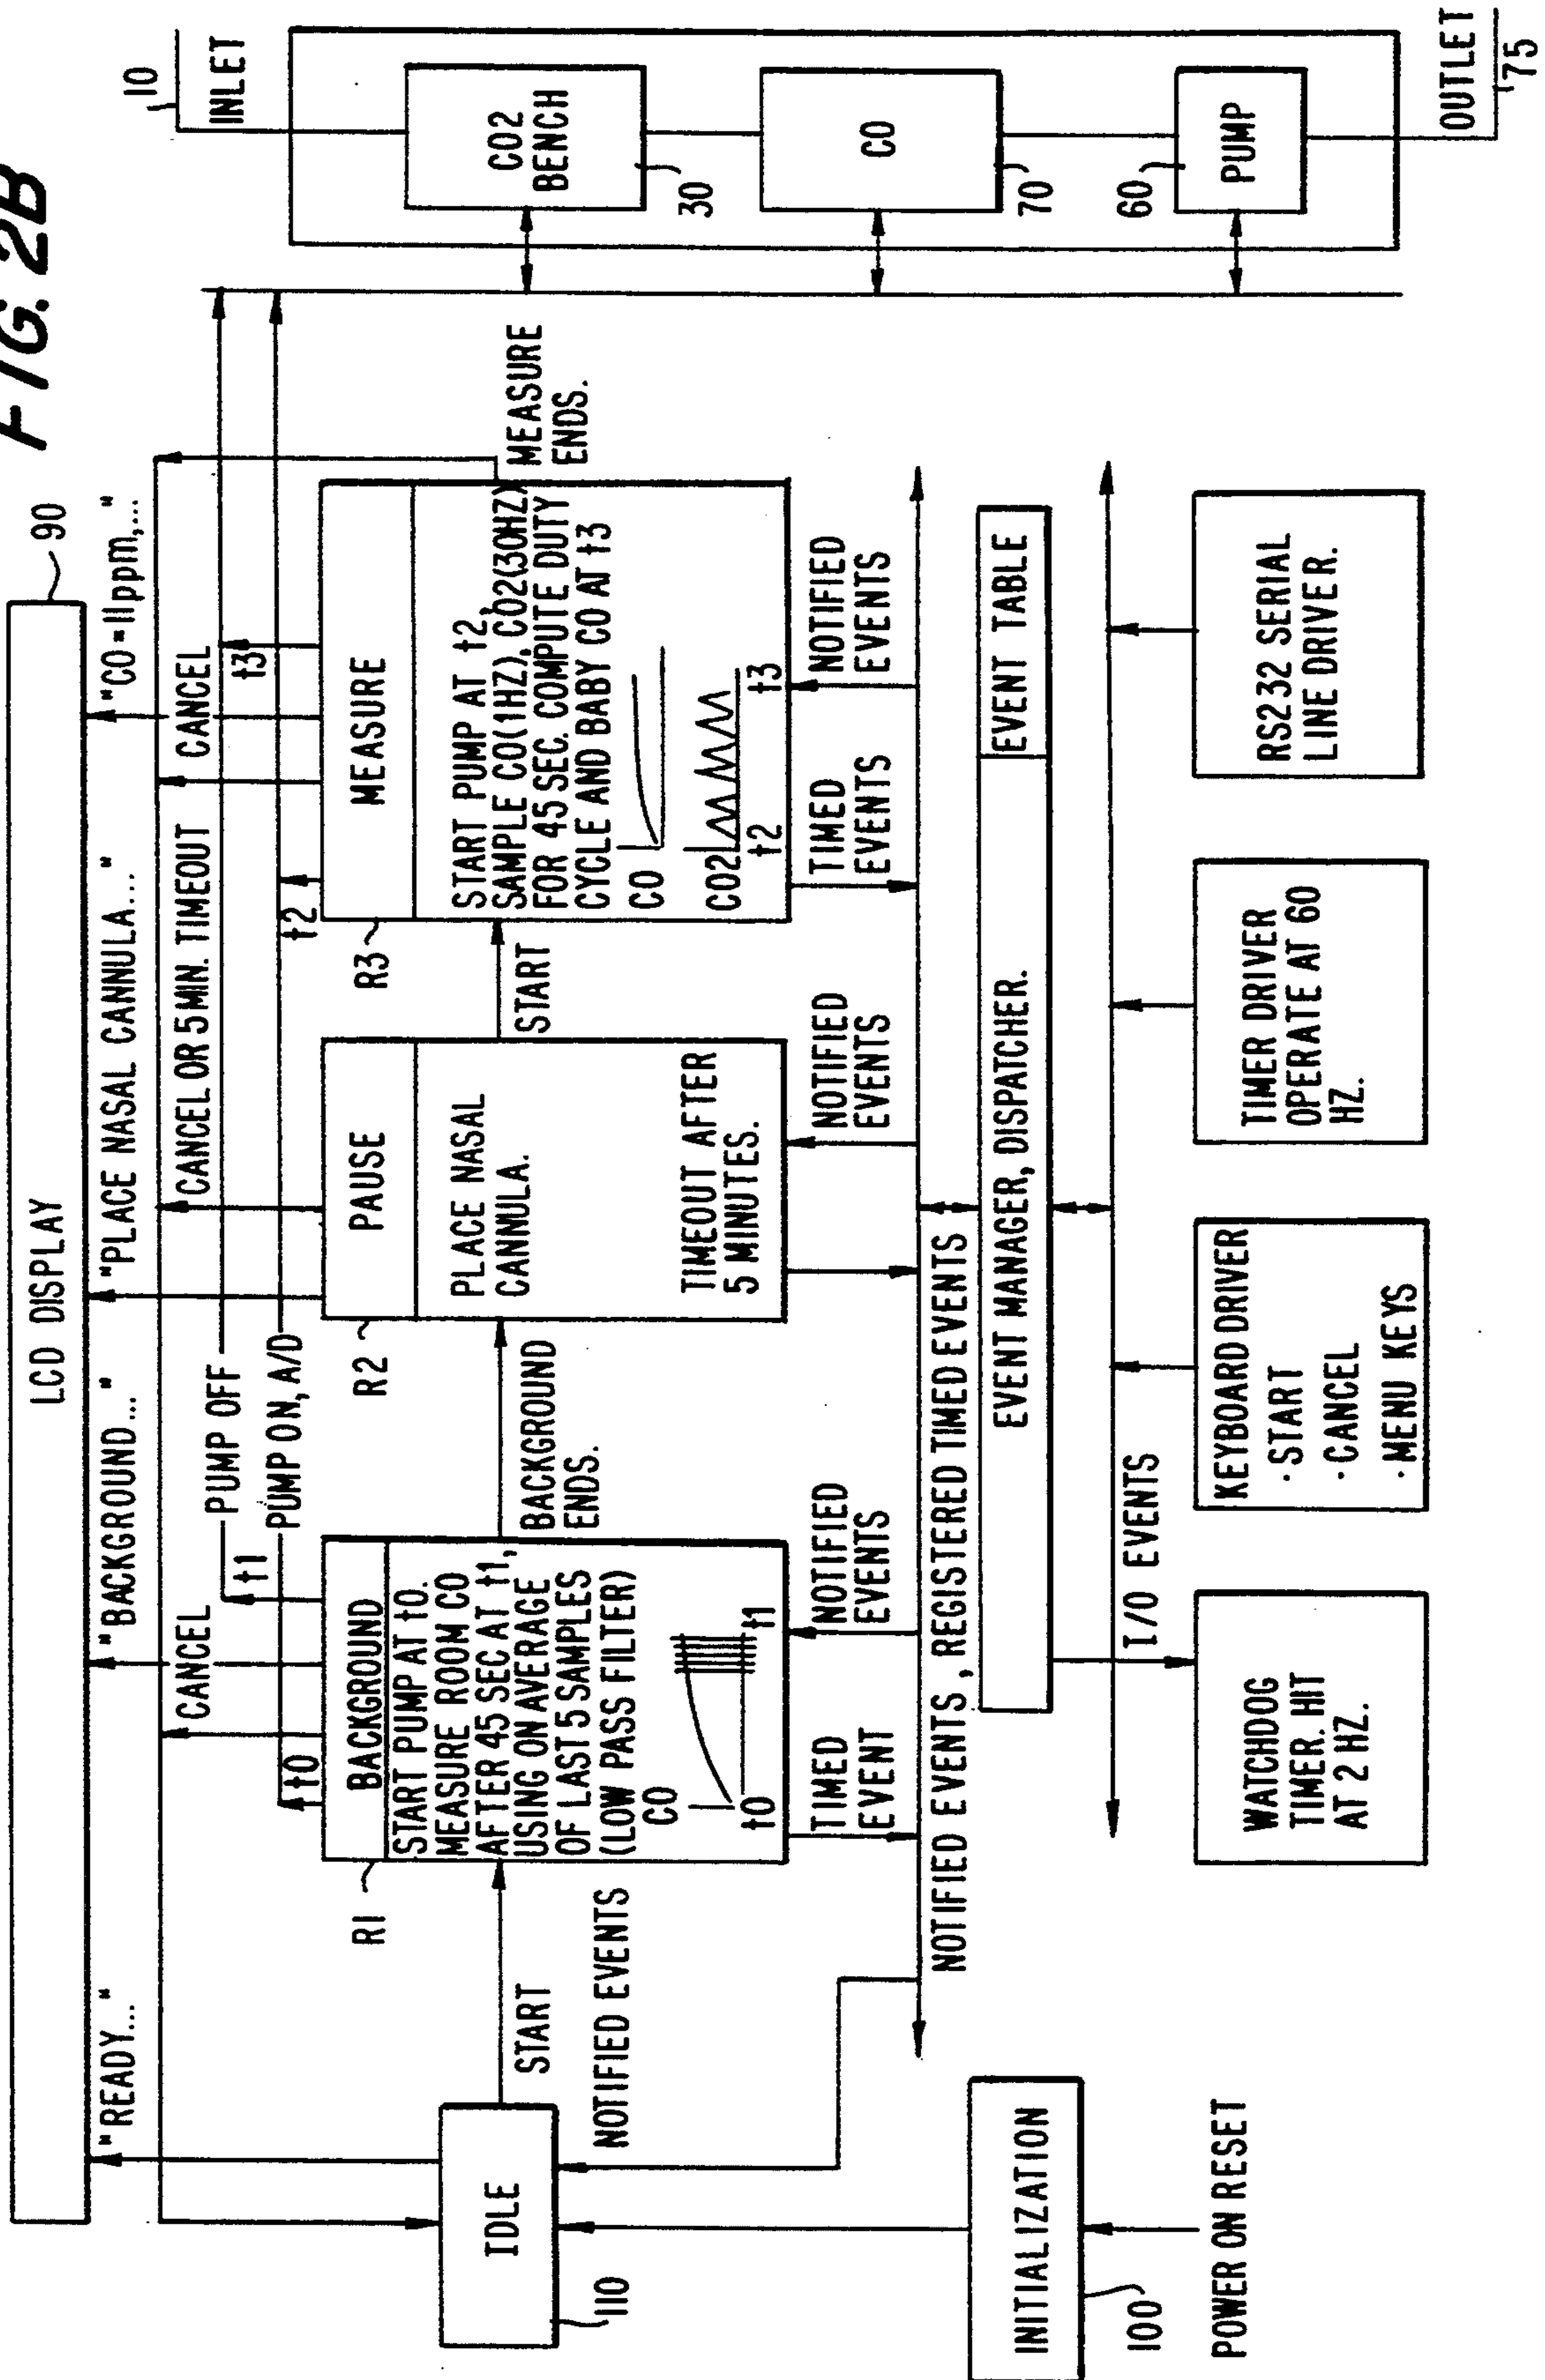 FIG. 2B
LCD DISPLAY
90
"READY..."
"BACKGROUND..."
"PLACE NASAL CANNULA..."
"CO=11ppm,..."
CANCEL
CANCEL OR 5 MIN. TIMEOUT
CANCEL
PUMP OFF
t1
t3
PUMP ON, A/D
t0
t2
10
INLET
CO2
BENCH
30
CO
70
60
PUMP
OUTLET
75
IDLE
110
START
NOTIFIED EVENTS
R1
BACKGROUND
START PUMP AT t0.
MEASURE ROOM CO
AFTER 45 SEC AT t1,
USING ON AVERAGE
OF LAST 5 SAMPLES
(LOW PASS FILTER)
CO
t0
t1
BACKGROUND
ENDS.
R2
PAUSE
PLACE NASAL
CANNULA.
TIMEOUT AFTER
5 MINUTES.
START
R3
MEASURE
START PUMP AT t2,
SAMPLE CO(1HZ), CO2(30HZ)
FOR 45 SEC. COMPUTE DUTY
CYCLE AND BABY CO AT t3
CO
CO2
t2
t3
MEASURE
ENDS.
TIMED
EVENT
NOTIFIED
EVENTS
NOTIFIED
EVENTS
TIMED
EVENTS
NOTIFIED
EVENTS
NOTIFIED EVENTS, REGISTERED TIMED EVENTS
EVENT MANAGER, DISPATCHER.
EVENT TABLE
I/O EVENTS
INITIALIZATION
100
POWER ON RESET
WATCHDOG
TIMER. HIT
AT 2 HZ.
KEYBOARD DRIVER
·START
·CANCEL
·MENU KEYS
TIMER DRIVER
OPERATE AT 60
HZ.
RS232 SERIAL
LINE DRIVER.